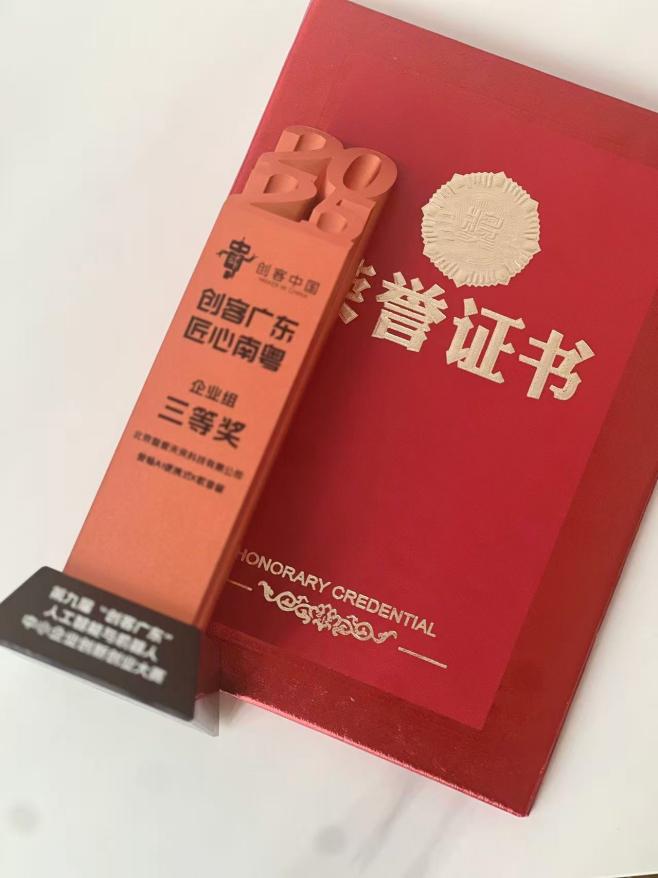 2025
创客中国
MAKER IN CHINA
创客广东
匠心南粤
企业组
三等奖
第九届“创客广东”
人工智能与机器人
中小企业创新创业大赛
奖
荣誉证书
HONORARY CREDENTIAL